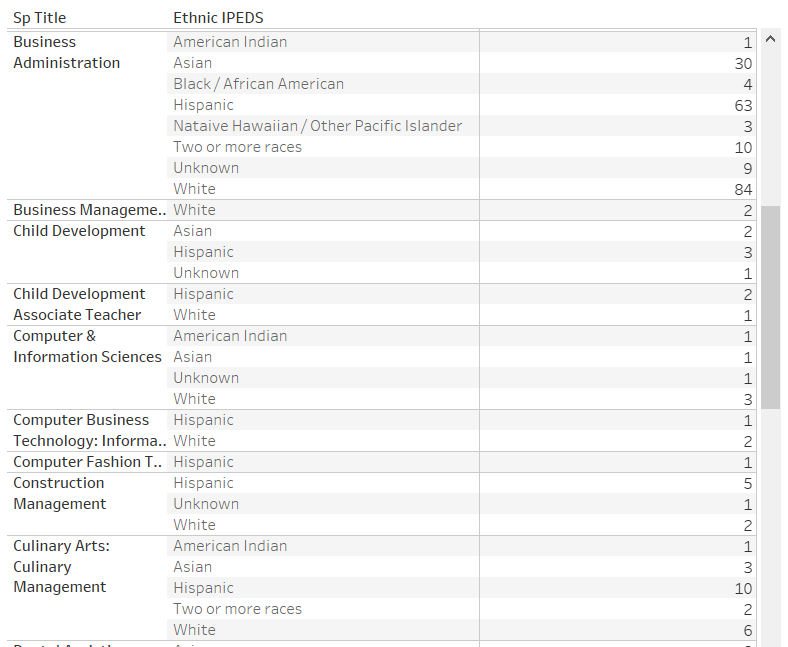 Sp Title Ethnic IPEDS
Business American Indian 1
Administration Asian 30
Black / African American 4
Hispanic 63
Nataive Hawaiian / Other Pacific Islander 3
Two or more races 10
Unknown 9
White 84
Business Manageme.. White 2
Child Development Asian 2
Hispanic 3
Unknown 1
Child Development Hispanic 2
Associate Teacher White 1
Computer & American Indian 1
Information Sciences Asian 1
Unknown 1
White 3
Computer Business Hispanic 1
Technology: Informa.. White 2
Computer Fashion T.. Hispanic 1
Construction Hispanic 5
Management Unknown 1
White 2
Culinary Arts: American Indian 1
Culinary Asian 3
Management Hispanic 10
Two or more races 2
White 6